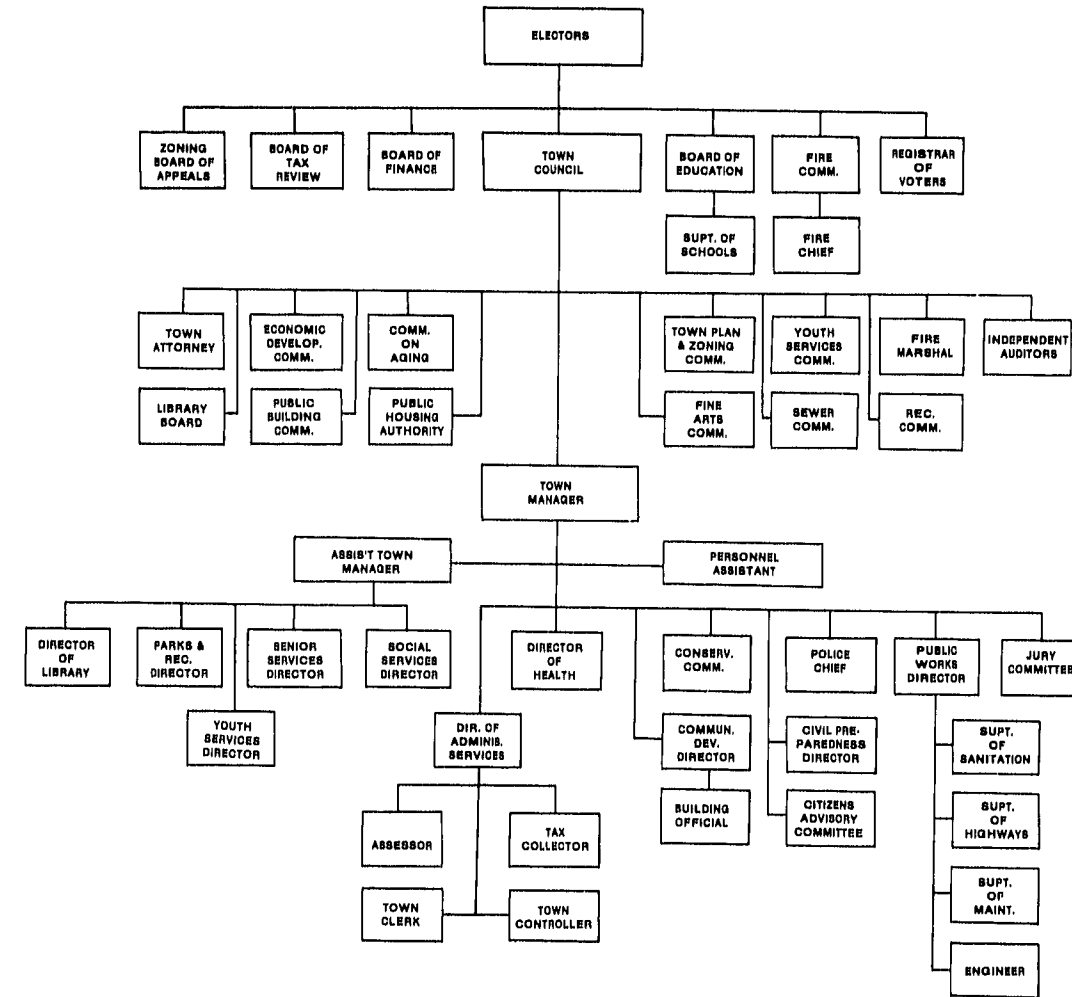 ELECTORS
ZONING
BOARD OF
APPEALS
BOARD OF
TAX
REVIEW
BOARD OF
FINANCE
TOWN
COUNCIL
BOARD OF
EDUCATION
FIRE
COMM.
REGISTRAR
OF
VOTERS
SUPT. OF
SCHOOLS
FIRE
CHIEF
TOWN
ATTORNEY
ECONOMIC
DEVELOP.
COMM.
COMM.
ON
AGING
TOWN PLAN
& ZONING
COMM.
YOUTH
SERVICES
COMM.
FIRE
MARSHAL
INDEPENDENT
AUDITORS
LIBRARY
BOARD
PUBLIC
BUILDING
COMM.
PUBLIC
HOUSING
AUTHORITY
FINE
ARTS
COMM.
SEWER
COMM.
REC.
COMM.
TOWN
MANAGER
ASSIS'T TOWN
MANAGER
PERSONNEL
ASSISTANT
DIRECTOR
OF
LIBRARY
PARKS &
REC.
DIRECTOR
SENIOR
SERVICES
DIRECTOR
SOCIAL
SERVICES
DIRECTOR
DIRECTOR
OF
HEALTH
CONSERV.
COMM.
POLICE
CHIEF
PUBLIC
WORKS
DIRECTOR
JURY
COMMITTEE
YOUTH
SERVICES
DIRECTOR
DIR. OF
ADMINIS.
SERVICES
COMMUN.
DEV.
DIRECTOR
CIVIL PRE-
PAREDNESS
DIRECTOR
SUPT.
OF
SANITATION
BUILDING
OFFICIAL
CITIZENS
ADVISORY
COMMITTEE
SUPT.
OF
HIGHWAYS
ASSESSOR
TAX
COLLECTOR
SUPT.
OF
MAINT.
TOWN
CLERK
TOWN
CONTROLLER
ENGINEER